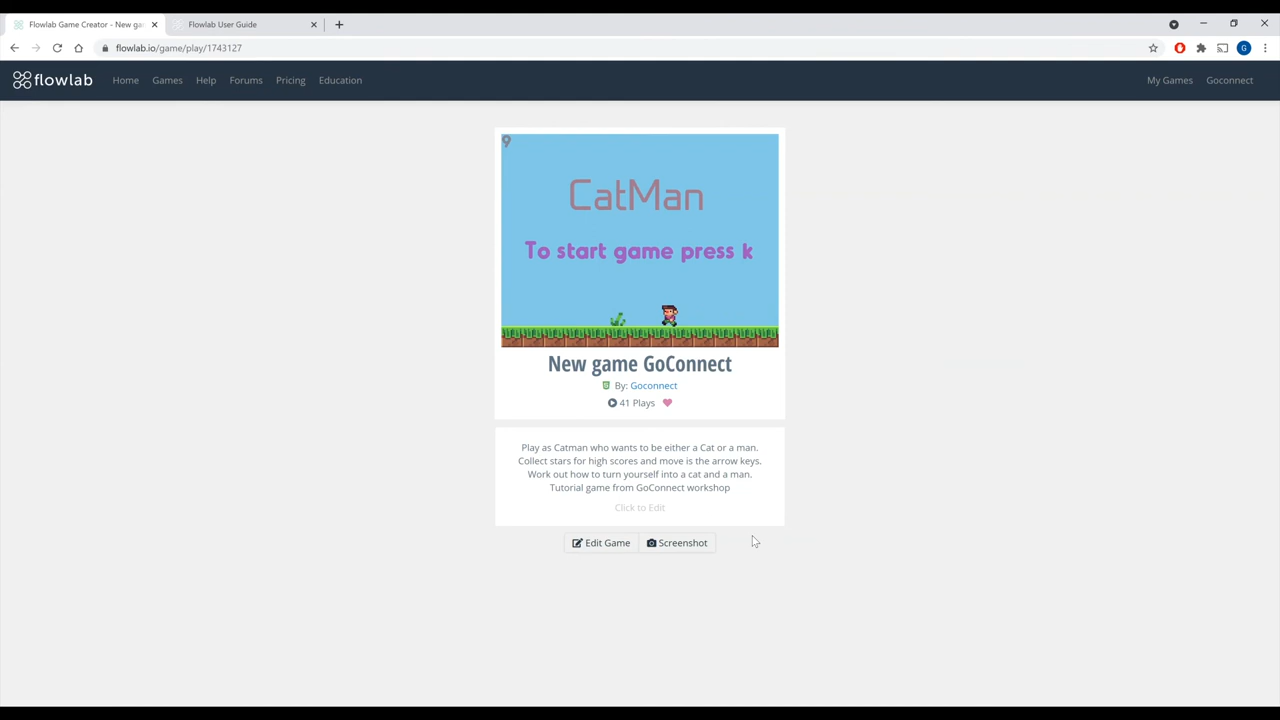 Flowlab Game Creator - New ga
Flowlab User Guide
flowlab.io/game/play/1743127
G
flowlab
Home
Games
Help
Forums
Pricing
Education
My Games
Goconnect
9
CatMan
To start game press k
New game GoConnect
By: Goconnect
41 Plays
Play as Catman who wants to be either a Cat or a man.
Collect stars for high scores and move is the arrow keys.
Work out how to turn yourself into a cat and a man.
Tutorial game from GoConnect workshop
Click to Edit
Edit Game
Screenshot